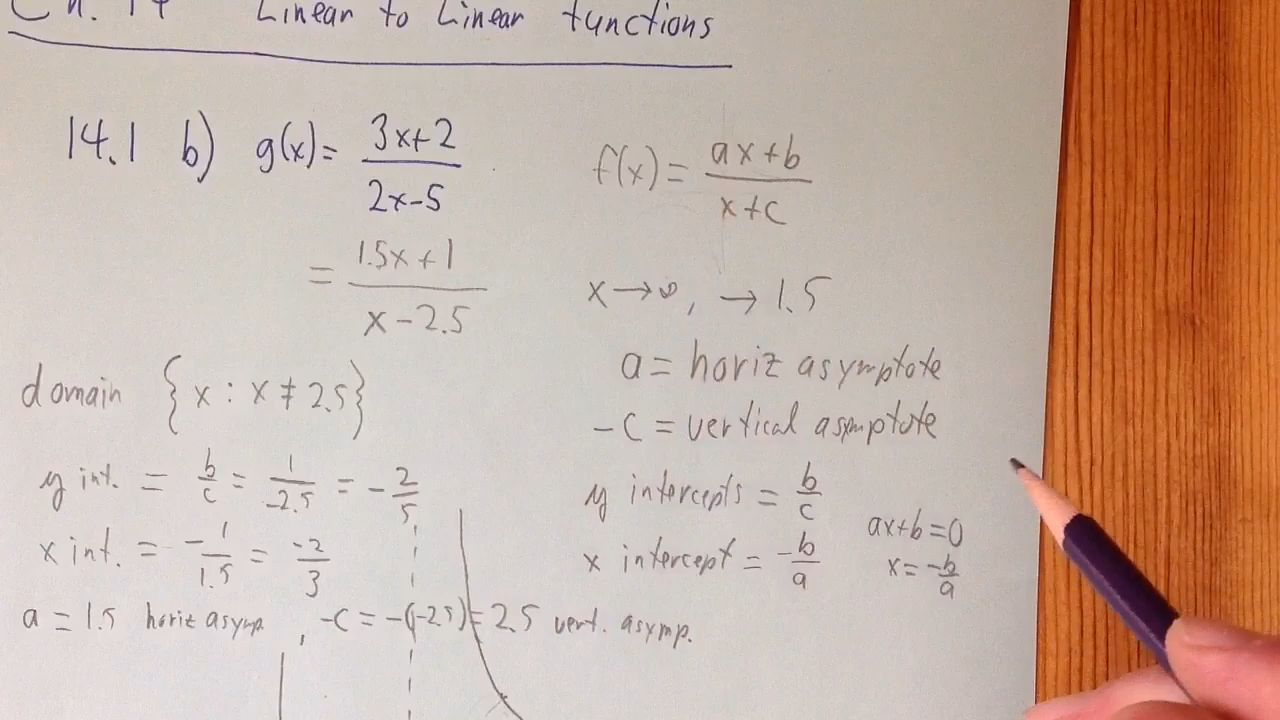 Ch. 14 Linear to Linear functions
14.1 b) g(x) = 3x+2 / 2x-5
= 1.5x+1 / x-2.5
domain {x : x ≠ 2.5}
y int. = b/c = 1/-2.5 = -2/5
x int. = -1/1.5 = -2/3
a = 1.5 horiz asymp. , -c = -(-2.5) = 2.5 vert. asymp.
f(x) = ax+b / x+c
x → ∞, → 1.5
a = horiz asymptote
-c = vertical asymptote
y intercepts = b/c
x intercept = -b/a
ax+b=0
x = -b/a